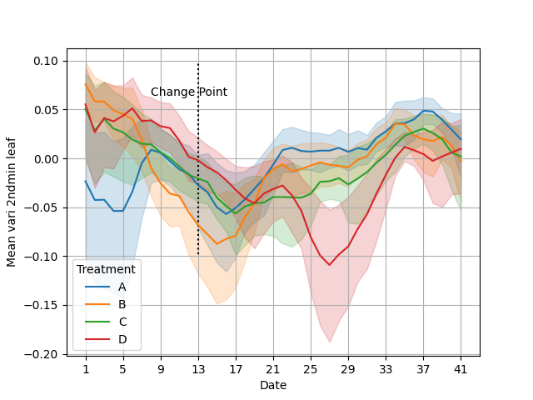 0.10
0.05
0.00
−0.05
−0.10
−0.15
−0.20
Mean vari 2ndmin leaf
Change Point
Treatment
A
B
C
D
1 5 9 13 17 21 25 29 33 37 41
Date